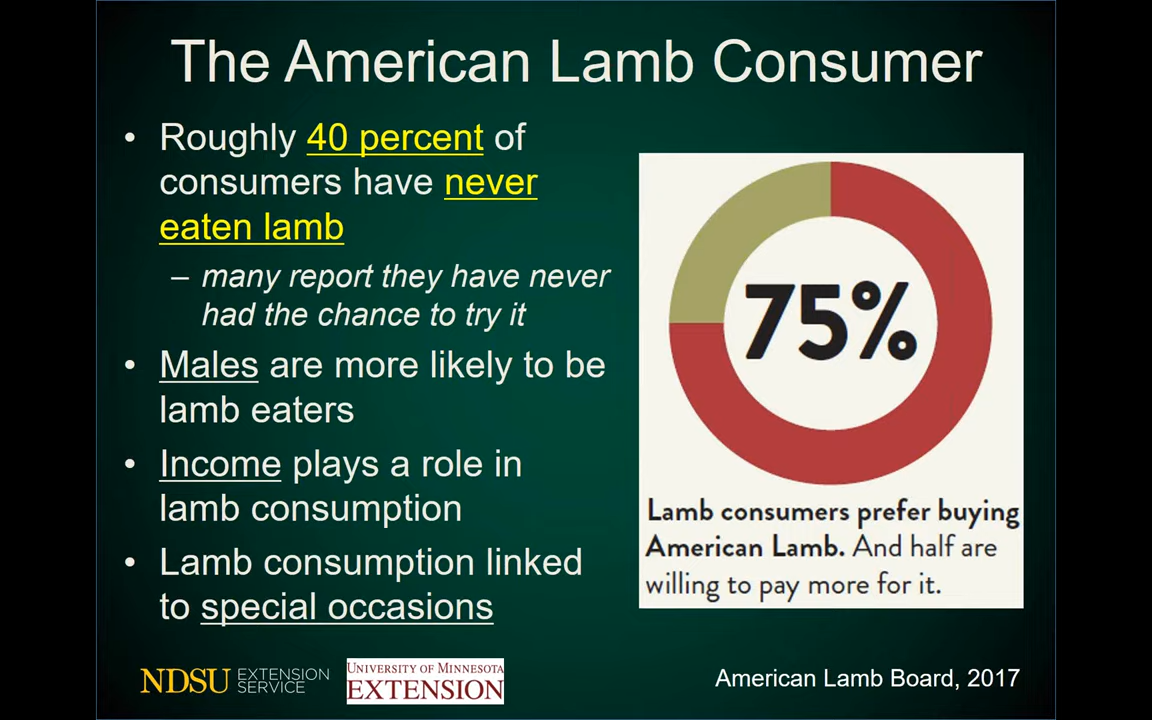 The American Lamb Consumer
• Roughly 40 percent of
consumers have never
eaten lamb
– many report they have never
had the chance to try it
• Males are more likely to be
lamb eaters
• Income plays a role in
lamb consumption
• Lamb consumption linked
to special occasions
75%
Lamb consumers prefer buying
American Lamb. And half are
willing to pay more for it.
NDSU EXTENSION
SERVICE
UNIVERSITY OF MINNESOTA
EXTENSION
American Lamb Board, 2017